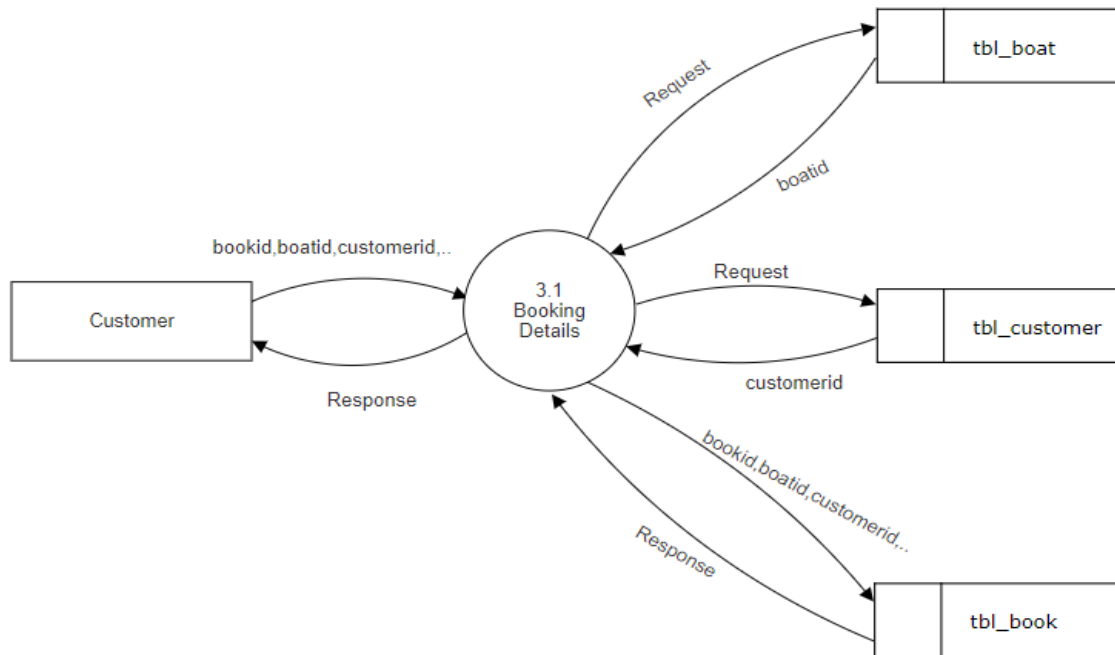 tbl_boat
Request
boatid
bookid,boatid,customerid,..
Request
3.1
Booking
Details
Customer
tbl_customer
customerid
Response
bookid,boatid,customerid,..
Response
tbl_book